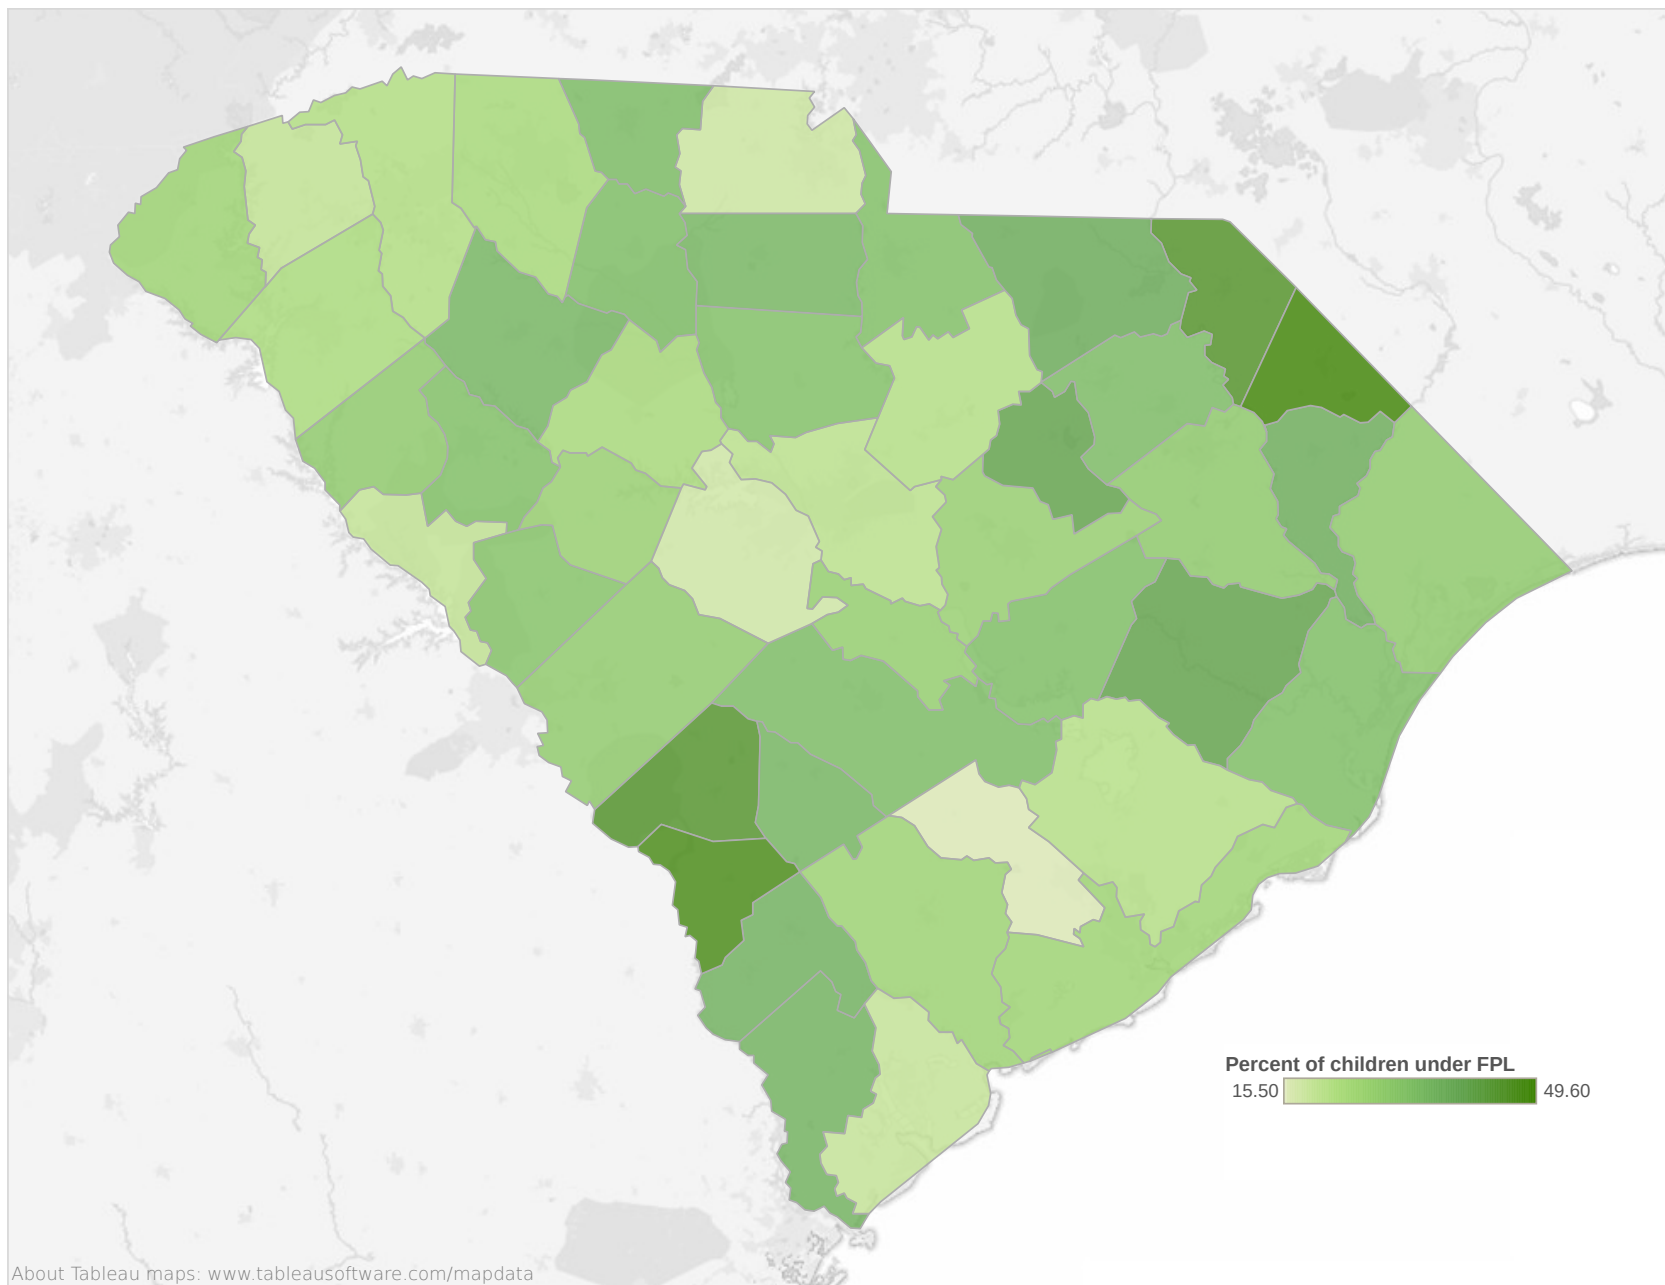 Percent of children under FPL
15.50 49.60
About Tableau maps: www.tableausoftware.com/mapdata